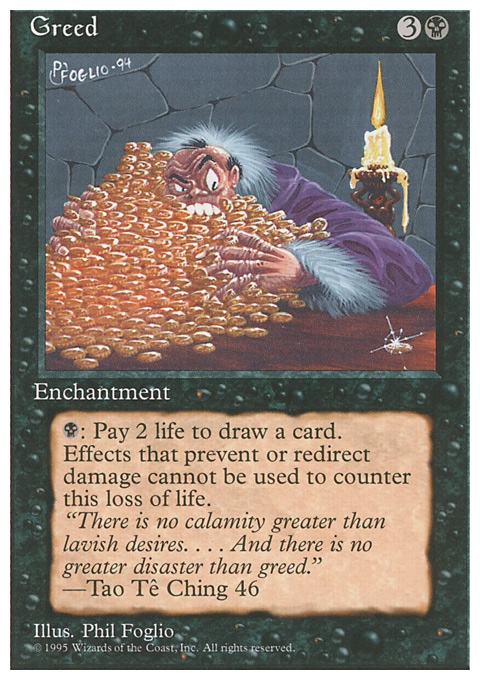 Greed 3
PFOGLIO-94
Enchantment
: Pay 2 life to draw a card.
Effects that prevent or redirect
damage cannot be used to counter
this loss of life.
“There is no calamity greater than
lavish desires. . . . And there is no
greater disaster than greed.”
—Tao Tê Ching 46
Illus. Phil Foglio
© 1995 Wizards of the Coast, Inc. All rights reserved.